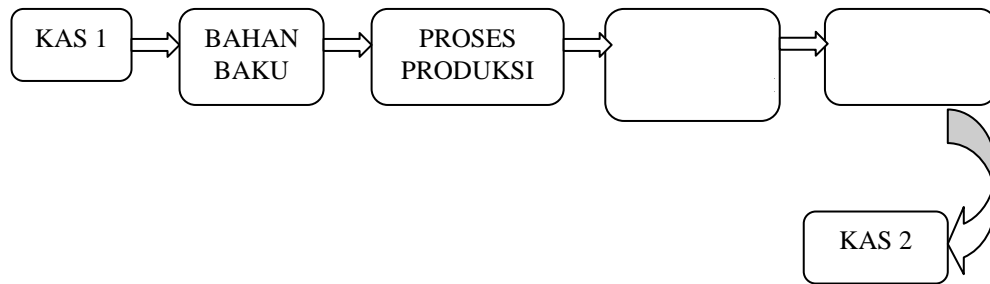 KAS 1
BAHAN
BAKU
PROSES
PRODUKSI
KAS 2